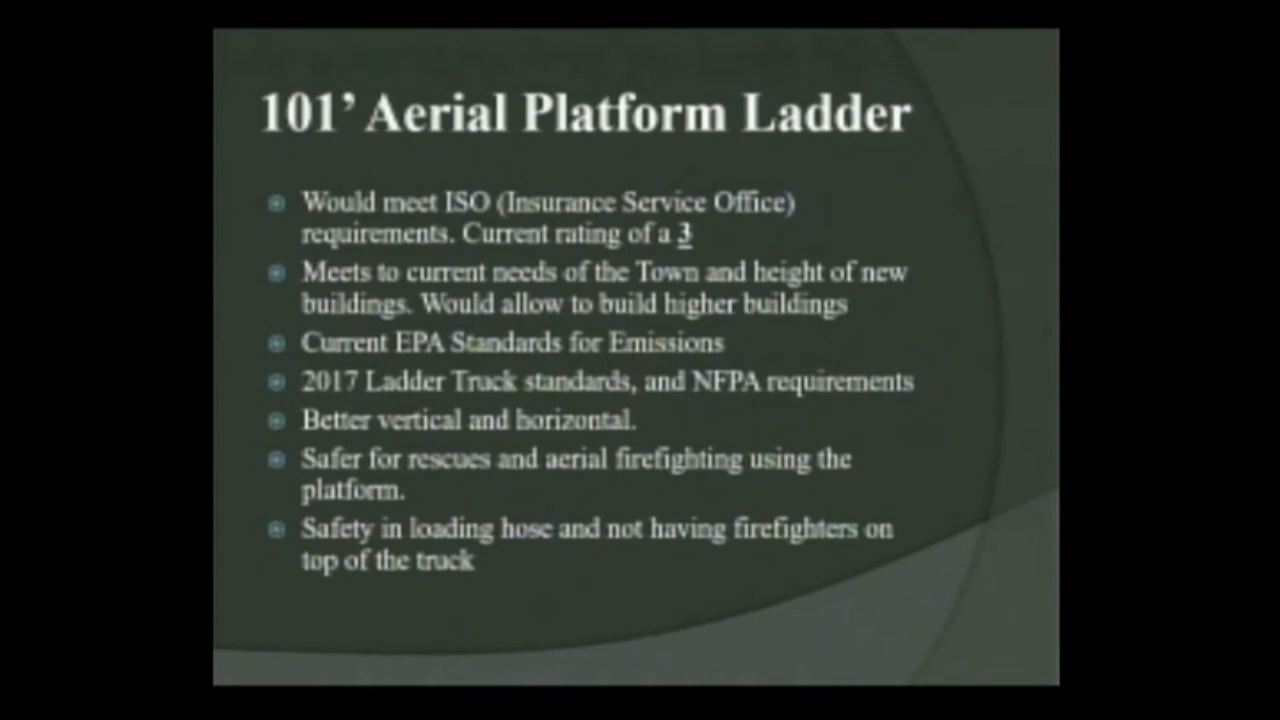 101’ Aerial Platform Ladder
Would meet ISO (Insurance Service Office)
requirements. Current rating of a 3
Meets to current needs of the Town and height of new
buildings. Would allow to build higher buildings
Current EPA Standards for Emissions
2017 Ladder Truck standards, and NFPA requirements
Better vertical and horizontal.
Safer for rescues and aerial firefighting using the
platform.
Safety in loading hose and not having firefighters on
top of the truck